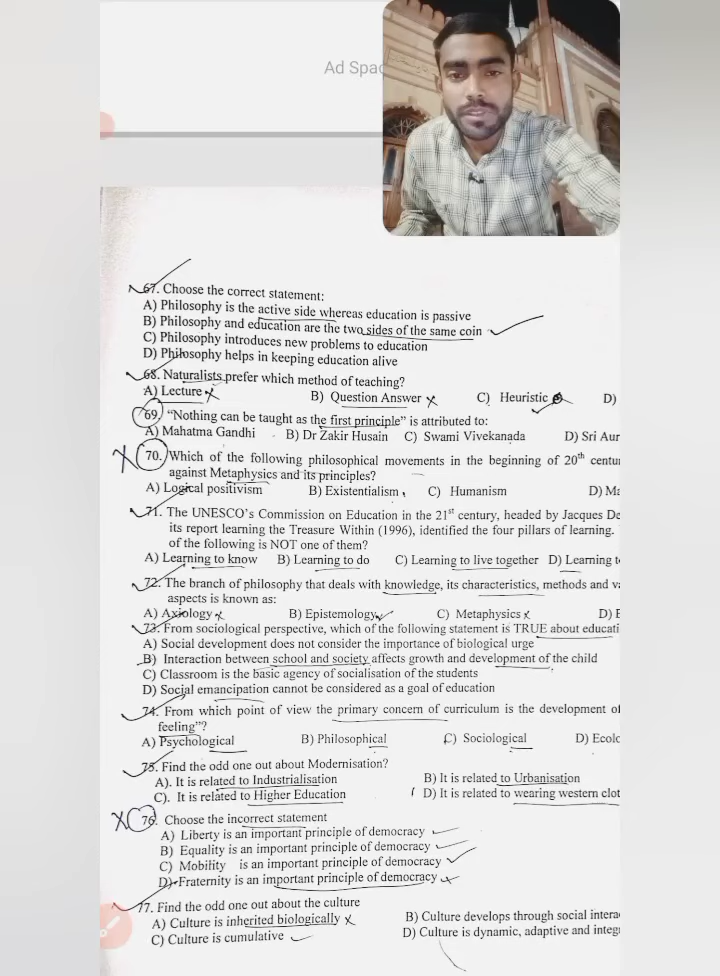 Ad Spac
67. Choose the correct statement:
A) Philosophy is the active side whereas education is passive
B) Philosophy and education are the two sides of the same coin
C) Philosophy introduces new problems to education
D) Philosophy helps in keeping education alive
68. Naturalists prefer which method of teaching?
A) Lecture B) Question Answer C) Heuristic D)
69. "Nothing can be taught as the first principle" is attributed to:
A) Mahatma Gandhi B) Dr Zakir Husain C) Swami Vivekanada D) Sri Aur
70. Which of the following philosophical movements in the beginning of 20th centu
against Metaphysics and its principles?
A) Logical positivism B) Existentialism C) Humanism D) Ma
71. The UNESCO's Commission on Education in the 21st century, headed by Jacques De
its report learning the Treasure Within (1996), identified the four pillars of learning.
of the following is NOT one of them?
A) Learning to know B) Learning to do C) Learning to live together D) Learning t
72. The branch of philosophy that deals with knowledge, its characteristics, methods and va
aspects is known as:
A) Axiology B) Epistemology C) Metaphysics D) E
73. From sociological perspective, which of the following statement is TRUE about educati
A) Social development does not consider the importance of biological urge
B) Interaction between school and society affects growth and development of the child
C) Classroom is the basic agency of socialisation of the students
D) Social emancipation cannot be considered as a goal of education
74. From which point of view the primary concern of curriculum is the development of
feeling"?
A) Psychological B) Philosophical C) Sociological D) Ecolo
75. Find the odd one out about Modernisation?
A). It is related to Industrialisation B) It is related to Urbanisation
C). It is related to Higher Education D) It is related to wearing western clot
76. Choose the incorrect statement
A) Liberty is an important principle of democracy
B) Equality is an important principle of democracy
C) Mobility is an important principle of democracy
D) Fraternity is an important principle of democracy
77. Find the odd one out about the culture
A) Culture is inherited biologically B) Culture develops through social intera
C) Culture is cumulative D) Culture is dynamic, adaptive and integ